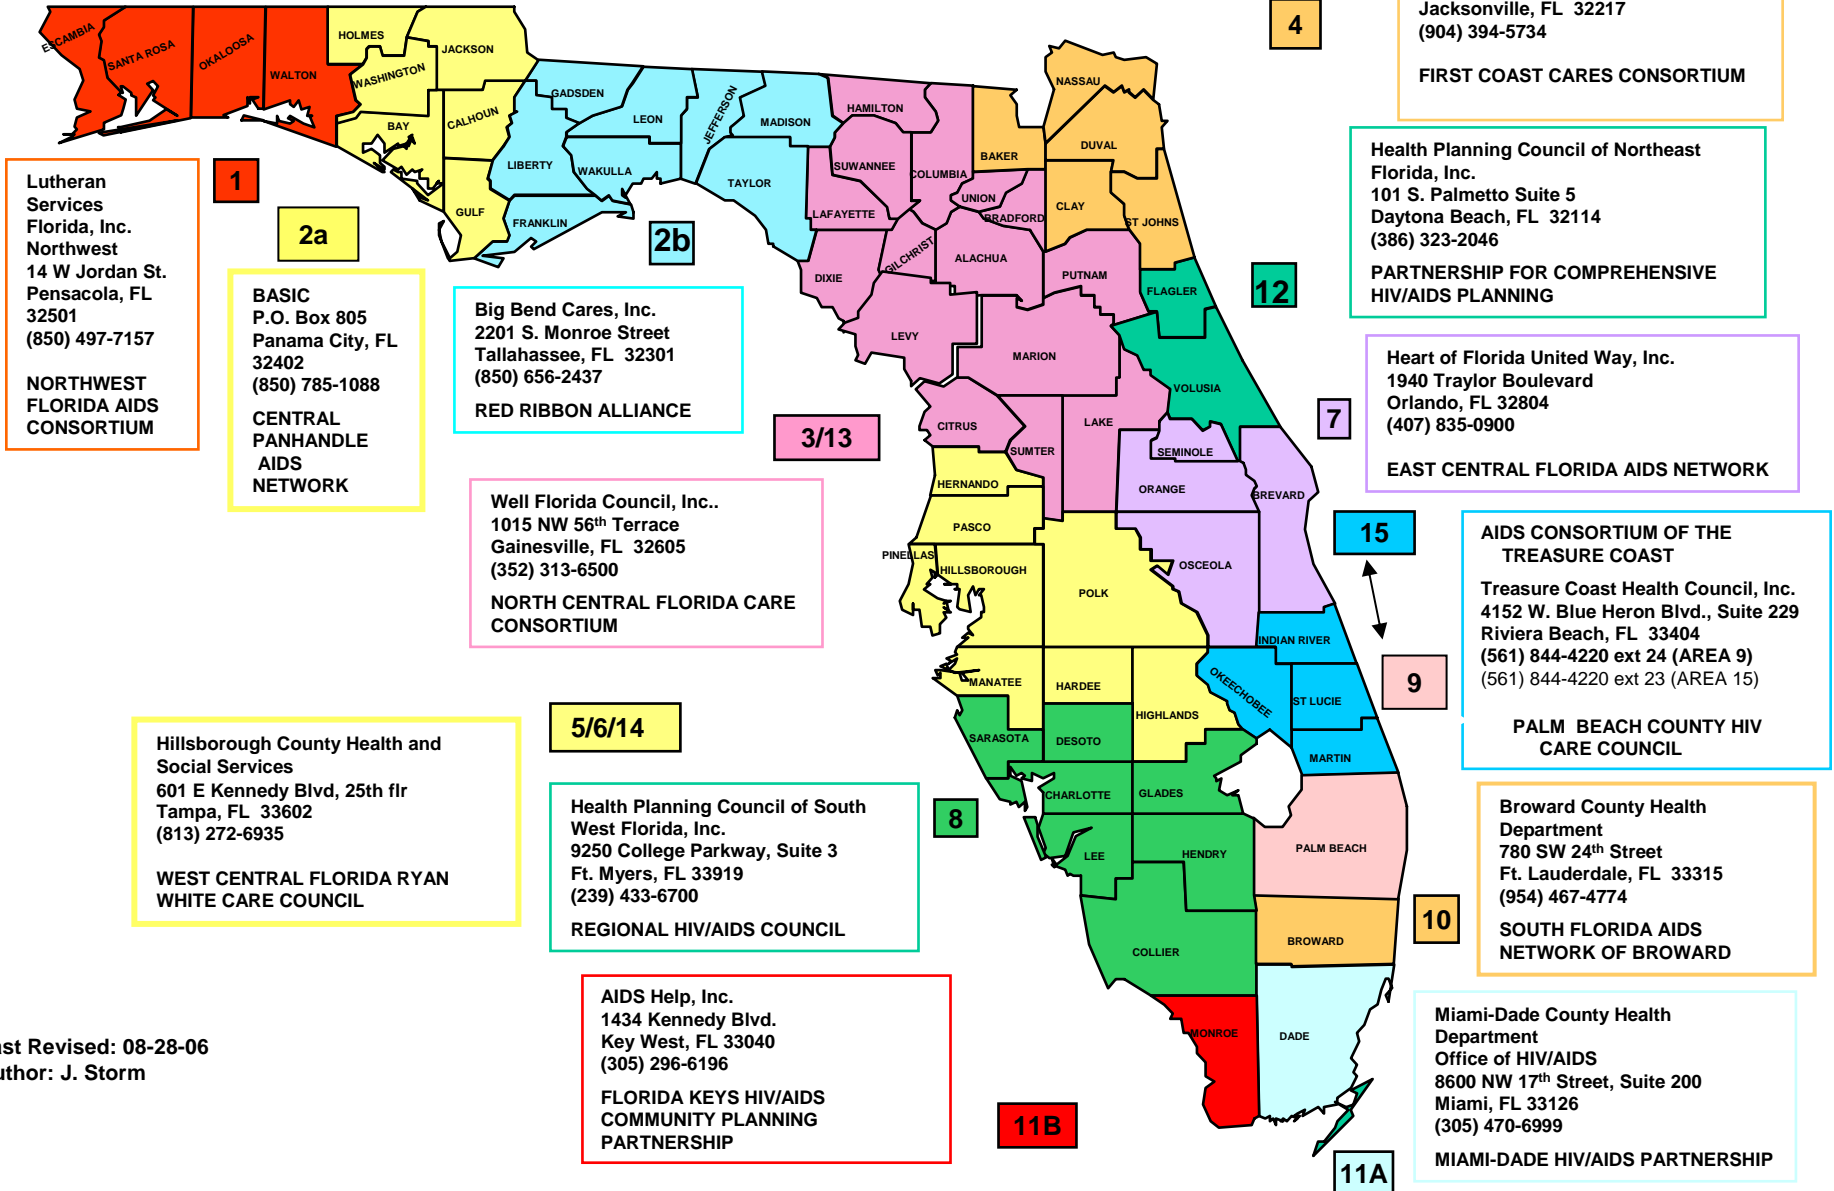 ESCAMBIA
SANTA ROSA
OKALOOSA
WALTON
HOLMES
WASHINGTON
JACKSON
BAY
CALHOUN
GULF
GADSDEN
LIBERTY
LEON
WAKULLA
FRANKLIN
JEFFERSON
MADISON
TAYLOR
HAMILTON
SUWANNEE
COLUMBIA
LAFAYETTE
UNION
BRADFORD
GILCHRIST
DIXIE
ALACHUA
PUTNAM
LEVY
MARION
CITRUS
SUMTER
LAKE
BAKER
NASSAU
DUVAL
CLAY
ST JOHNS
FLAGLER
VOLUSIA
SEMINOLE
ORANGE
BREVARD
OSCEOLA
HERNANDO
PASCO
PINELLAS
HILLSBOROUGH
POLK
MANATEE
HARDEE
HIGHLANDS
INDIAN RIVER
OKEECHOBEE
ST LUCIE
MARTIN
SARASOTA
DESOTO
CHARLOTTE
GLADES
LEE
HENDRY
COLLIER
PALM BEACH
BROWARD
MONROE
DADE
4
Jacksonville, FL 32217
(904) 394-5734
FIRST COAST CARES CONSORTIUM
1
Lutheran
Services
Florida, Inc.
Northwest
14 W Jordan St.
Pensacola, FL
32501
(850) 497-7157
NORTHWEST
FLORIDA AIDS
CONSORTIUM
2a
BASIC
P.O. Box 805
Panama City, FL
32402
(850) 785-1088
CENTRAL
PANHANDLE
AIDS
NETWORK
2b
Big Bend Cares, Inc.
2201 S. Monroe Street
Tallahassee, FL 32301
(850) 656-2437
RED RIBBON ALLIANCE
12
Health Planning Council of Northeast
Florida, Inc.
101 S. Palmetto Suite 5
Daytona Beach, FL 32114
(386) 323-2046
PARTNERSHIP FOR COMPREHENSIVE
HIV/AIDS PLANNING
7
Heart of Florida United Way, Inc.
1940 Traylor Boulevard
Orlando, FL 32804
(407) 835-0900
EAST CENTRAL FLORIDA AIDS NETWORK
3/13
Well Florida Council, Inc..
1015 NW 56th Terrace
Gainesville, FL 32605
(352) 313-6500
NORTH CENTRAL FLORIDA CARE
CONSORTIUM
15
9
AIDS CONSORTIUM OF THE
TREASURE COAST
Treasure Coast Health Council, Inc.
4152 W. Blue Heron Blvd., Suite 229
Riviera Beach, FL 33404
(561) 844-4220 ext 24 (AREA 9)
(561) 844-4220 ext 23 (AREA 15)
PALM BEACH COUNTY HIV
CARE COUNCIL
5/6/14
Hillsborough County Health and
Social Services
601 E Kennedy Blvd, 25th flr
Tampa, FL 33602
(813) 272-6935
WEST CENTRAL FLORIDA RYAN
WHITE CARE COUNCIL
8
Health Planning Council of South
West Florida, Inc.
9250 College Parkway, Suite 3
Ft. Myers, FL 33919
(239) 433-6700
REGIONAL HIV/AIDS COUNCIL
10
Broward County Health
Department
780 SW 24th Street
Ft. Lauderdale, FL 33315
(954) 467-4774
SOUTH FLORIDA AIDS
NETWORK OF BROWARD
11B
AIDS Help, Inc.
1434 Kennedy Blvd.
Key West, FL 33040
(305) 296-6196
FLORIDA KEYS HIV/AIDS
COMMUNITY PLANNING
PARTNERSHIP
11A
Miami-Dade County Health
Department
Office of HIV/AIDS
8600 NW 17th Street, Suite 200
Miami, FL 33126
(305) 470-6999
MIAMI-DADE HIV/AIDS PARTNERSHIP
ast Revised: 08-28-06
uthor: J. Storm